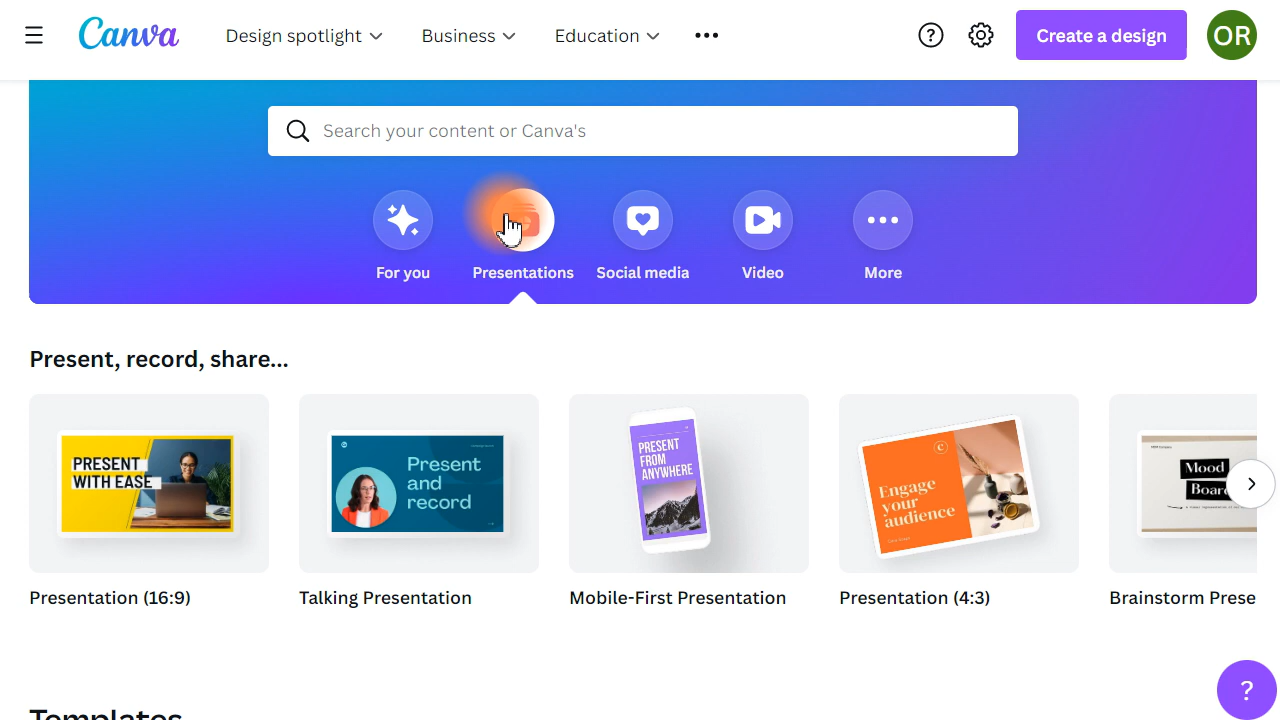 Canva
Design spotlight
Business
Education
?
Create a design
OR
Search your content or Canva's
For you
Presentations
Social media
Video
More
Present, record, share...
PRESENT
WITH EASE
Present
and
record
PRESENT
FROM
ANYWHERE
C
Engage
your
audience
Mood
Boar
Presentation (16:9)
Talking Presentation
Mobile-First Presentation
Presentation (4:3)
Brainstorm Prese
?
Templates